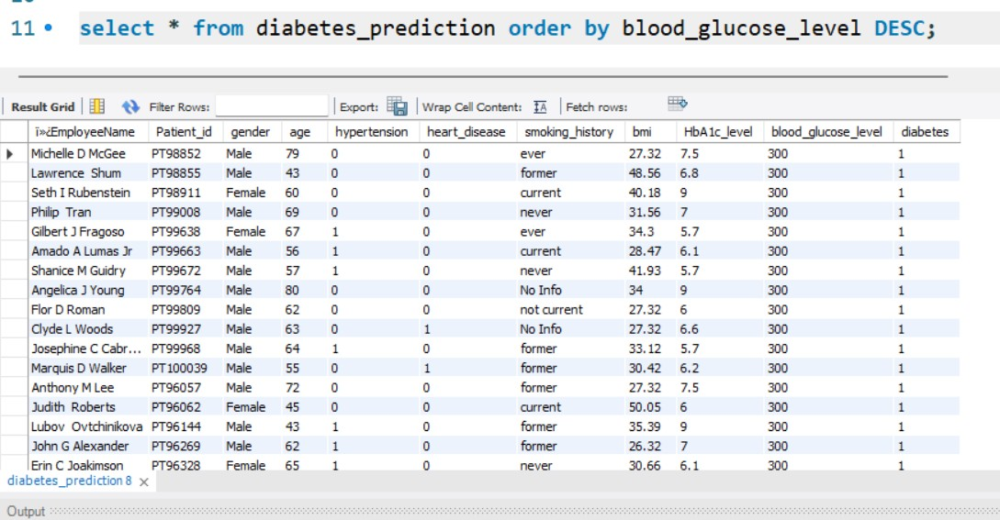 11 select * from diabetes_prediction order by blood_glucose_level DESC;
Result Grid Filter Rows: Export: Wrap Cell Content: Fetch rows:
ï»¿EmployeeName Patient_id gender age hypertension heart_disease smoking_history bmi HbA1c_level blood_glucose_level diabetes
Michelle D McGee PT98852 Male 79 0 0 ever 27.32 7.5 300 1
Lawrence Shum PT98855 Male 43 0 0 former 48.56 6.8 300 1
Seth I Rubenstein PT98911 Female 60 0 0 current 40.18 9 300 1
Philip Tran PT99008 Male 69 0 0 never 31.56 7 300 1
Gilbert J Fragoso PT99638 Female 67 1 0 ever 34.3 5.7 300 1
Amado A Lumas Jr PT99663 Male 56 1 0 current 28.47 6.1 300 1
Shanice M Guidry PT99672 Male 57 1 0 never 41.93 5.7 300 1
Angelica J Young PT99764 Male 80 0 0 No Info 34 9 300 1
Flor D Roman PT99809 Male 62 0 0 not current 27.32 6 300 1
Clyde L Woods PT99927 Male 63 0 1 No Info 27.32 6.6 300 1
Josephine C Cabr... PT99968 Male 64 1 0 former 33.12 5.7 300 1
Marquis D Walker PT100039 Male 55 0 1 former 30.42 6.2 300 1
Anthony M Lee PT96057 Male 72 0 0 former 27.32 7.5 300 1
Judith Roberts PT96062 Female 45 0 0 current 50.05 6 300 1
Lubov Ovtchinikova PT96144 Male 43 1 0 former 35.39 9 300 1
John G Alexander PT96269 Male 62 1 0 former 26.32 7 300 1
Erin C Joakimson PT96328 Female 65 1 0 never 30.66 6.1 300 1
diabetes_prediction 8
Output